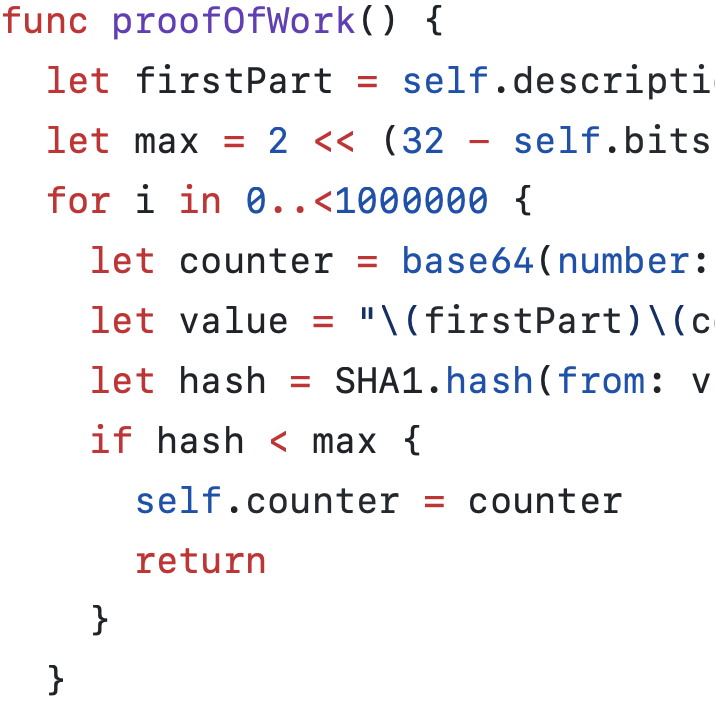 func proofOfWork() {
  let firstPart = self.descripti
  let max = 2 << (32 - self.bits
  for i in 0..<1000000 {
    let counter = base64(number:
    let value = "\(firstPart)\(c
    let hash = SHA1.hash(from: v
    if hash < max {
      self.counter = counter
      return
    }
  }